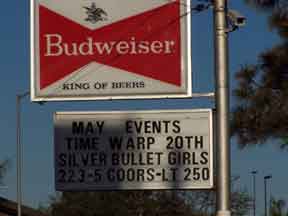 Budweiser
KING OF BEERS
MAY EVENTS
TIME WARP 20TH
SILVER BULLET GIRLS
22,3-5 COORS-LT 250